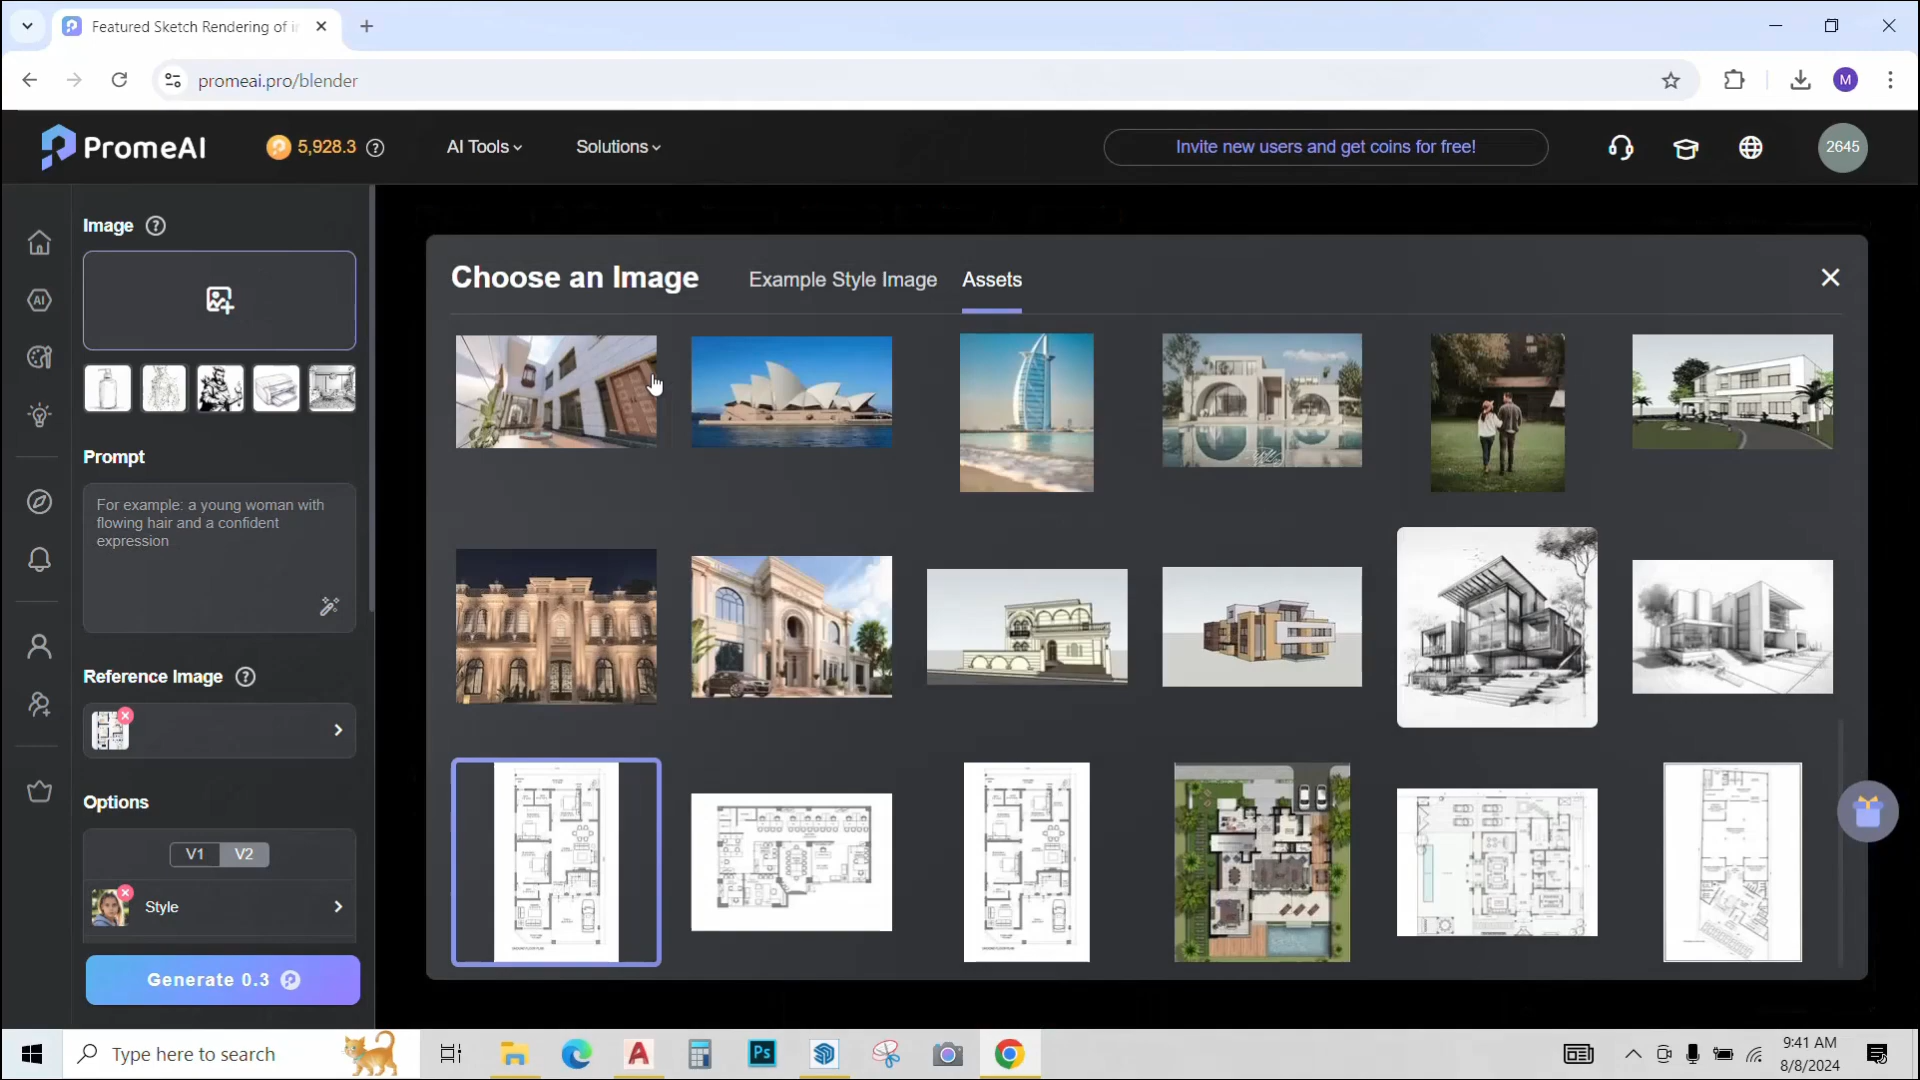 Featured Sketch Rendering of in
promeai.pro/blender
M
PromeAI
5,928.3
AI Tools
Solutions
Invite new users and get coins for free!
2645
Image
Prompt
For example: a young woman with
flowing hair and a confident
expression
Reference Image
Options
V1
V2
Style
Generate 0.3
Choose an Image
Example Style Image
Assets
Type here to search
9:41 AM
8/8/2024